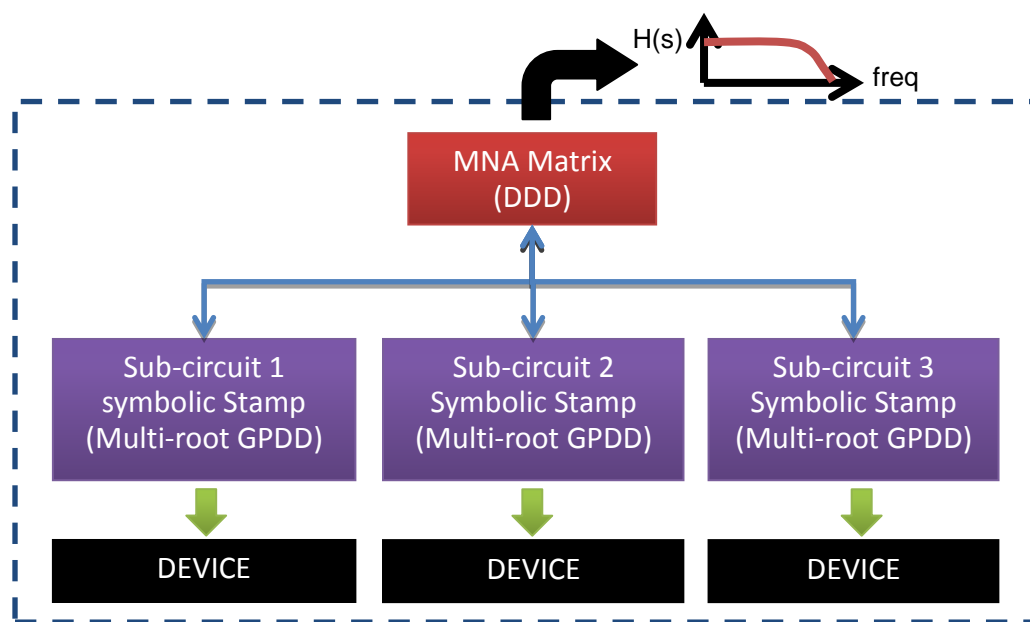 H(s)
freq
MNA Matrix
(DDD)
Sub-circuit 1
symbolic Stamp
(Multi-root GPDD)
Sub-circuit 2
Symbolic Stamp
(Multi-root GPDD)
Sub-circuit 3
Symbolic Stamp
(Multi-root GPDD)
DEVICE
DEVICE
DEVICE